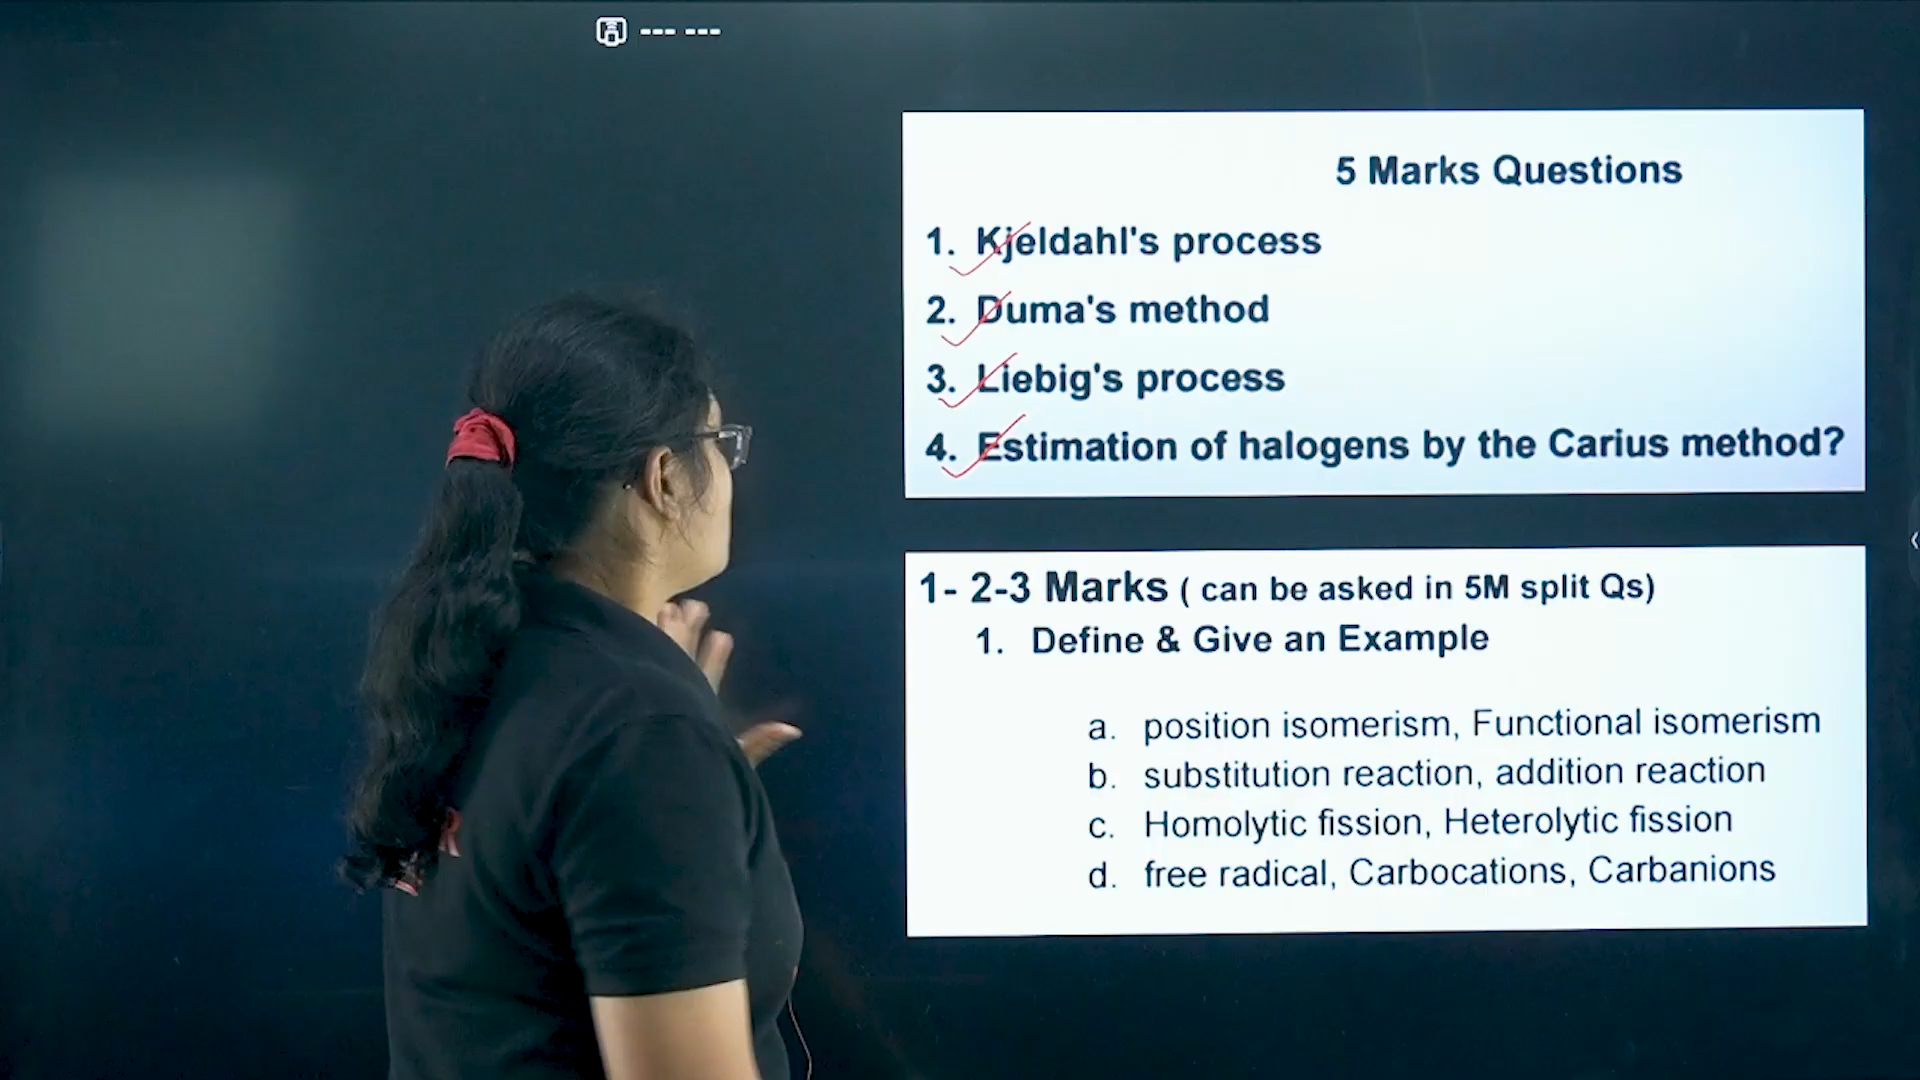 5 Marks Questions
1. Kjeldahl's process
2. Duma's method
3. Liebig's process
4. Estimation of halogens by the Carius method?
1- 2-3 Marks ( can be asked in 5M split Qs)
1. Define & Give an Example
a. position isomerism, Functional isomerism
b. substitution reaction, addition reaction
c. Homolytic fission, Heterolytic fission
d. free radical, Carbocations, Carbanions